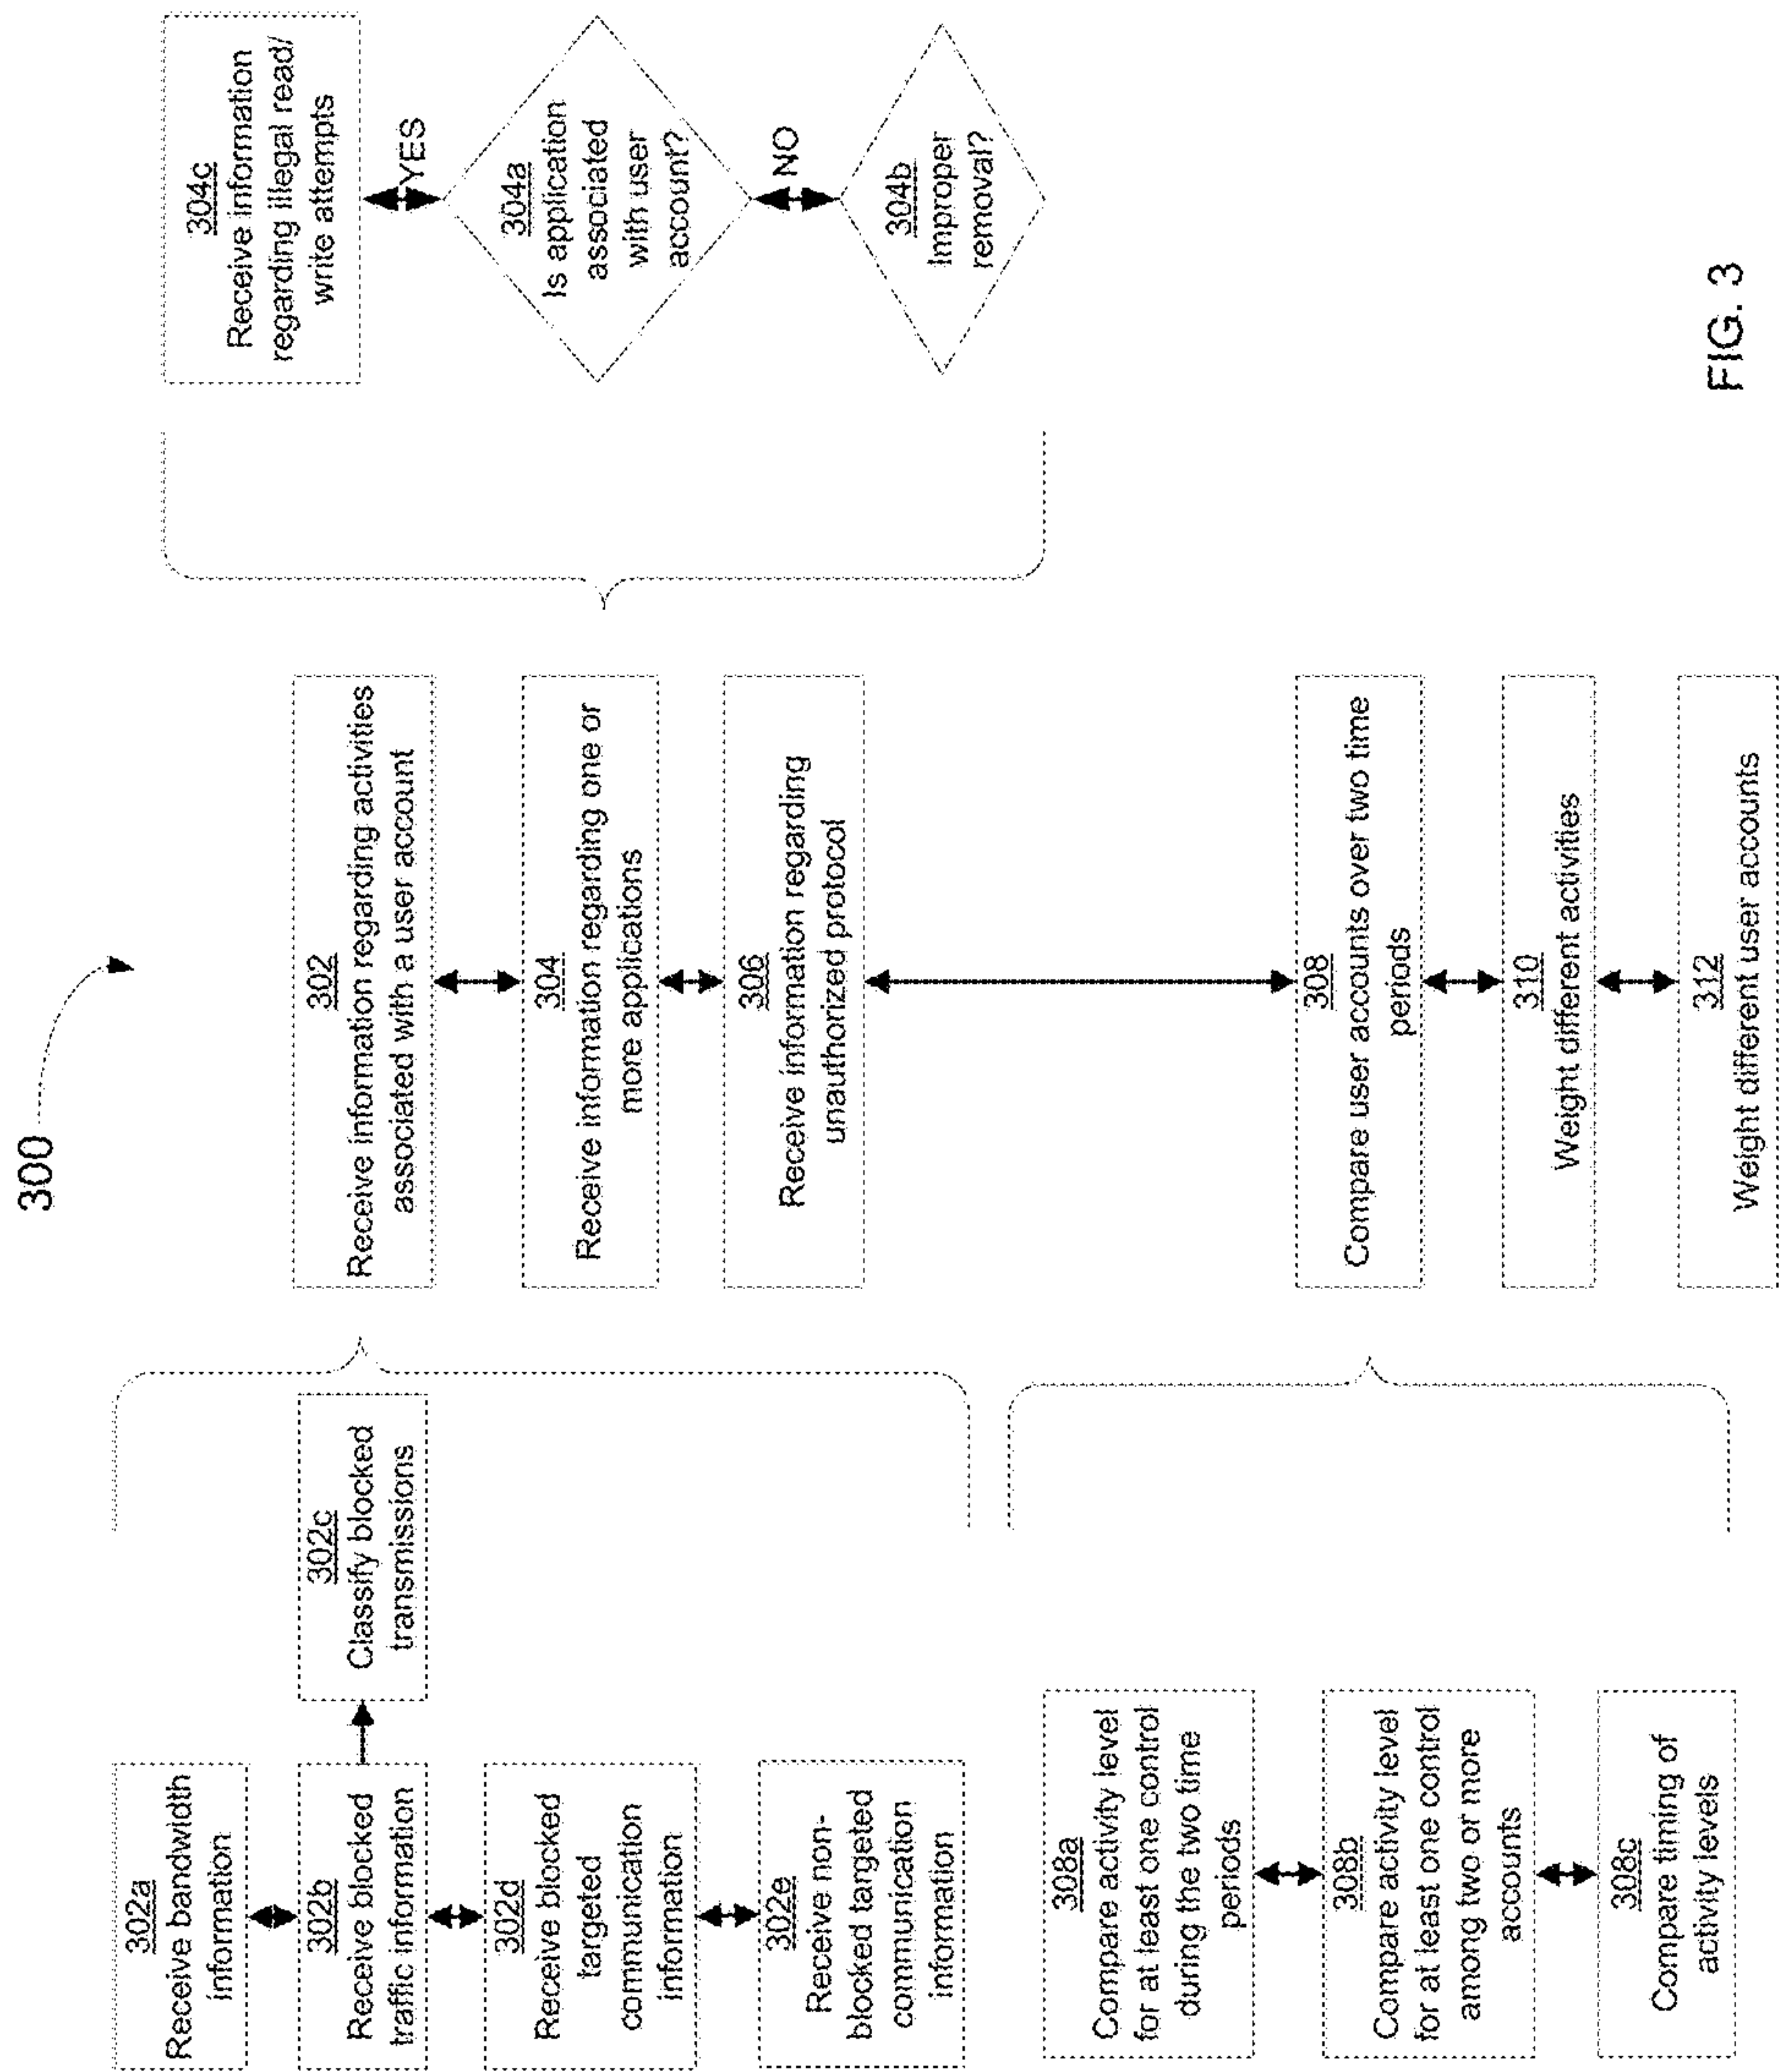 300
302a
Receive bandwidth
information
302b
Receive blocked
traffic information
302c
Classify blocked
transmissions
302d
Receive blocked
targeted
communication
information
302e
Receive non-
blocked targeted
communication
information
302
Receive information regarding activities
associated with a user account
304
Receive information regarding one or
more applications
306
Receive information regarding
unauthorized protocol
304c
Receive information
regarding illegal read/
write attempts
YES
304a
Is application
associated
with user
account?
NO
304b
Improper
removal?
308a
Compare activity level
for at least one control
during the two time
periods
308b
Compare activity level
for at least one control
among two or more
accounts
308c
Compare timing of
activity levels
308
Compare user accounts over two time
periods
310
Weight different activities
312
Weight different user accounts
FIG. 3